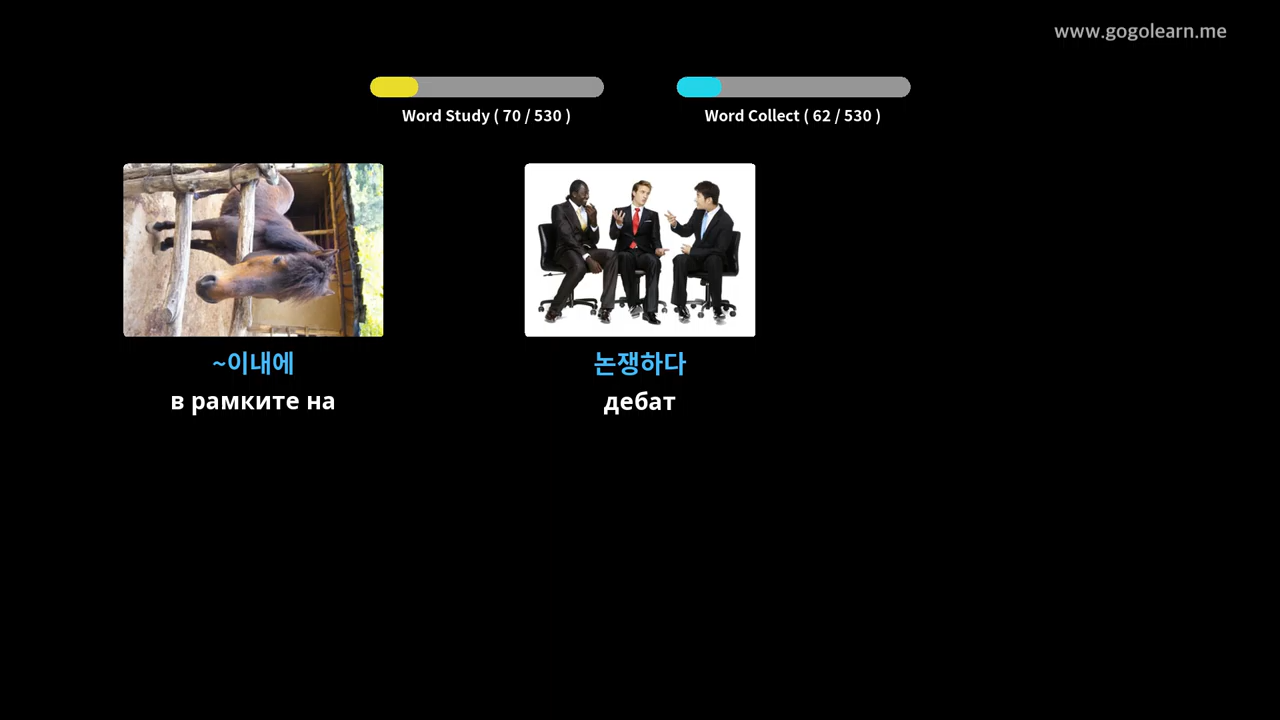 www.gogolearn.me
Word Study ( 70 / 530 )
Word Collect ( 62 / 530 )
~이내에
в рамките на
논쟁하다
дебат